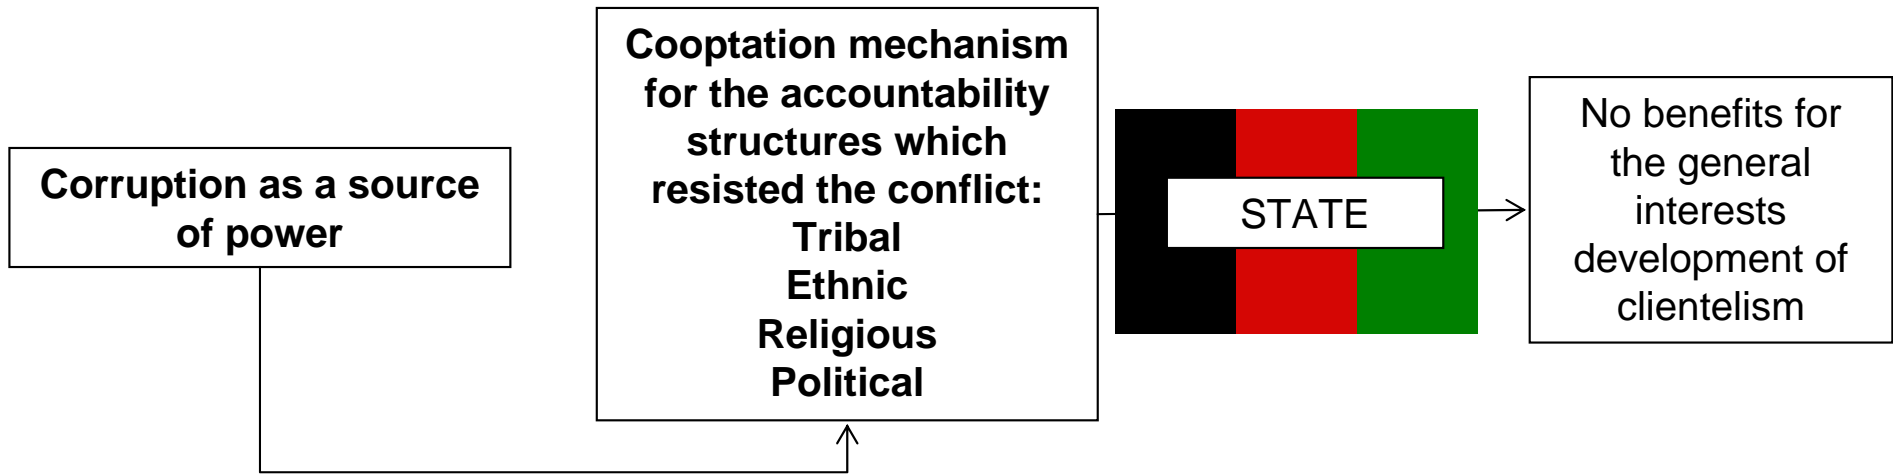 Corruption as a source
of power
Cooptation mechanism
for the accountability
structures which
resisted the conflict:
Tribal
Ethnic
Religious
Political
STATE
No benefits for
the general
interests
development of
clientelism